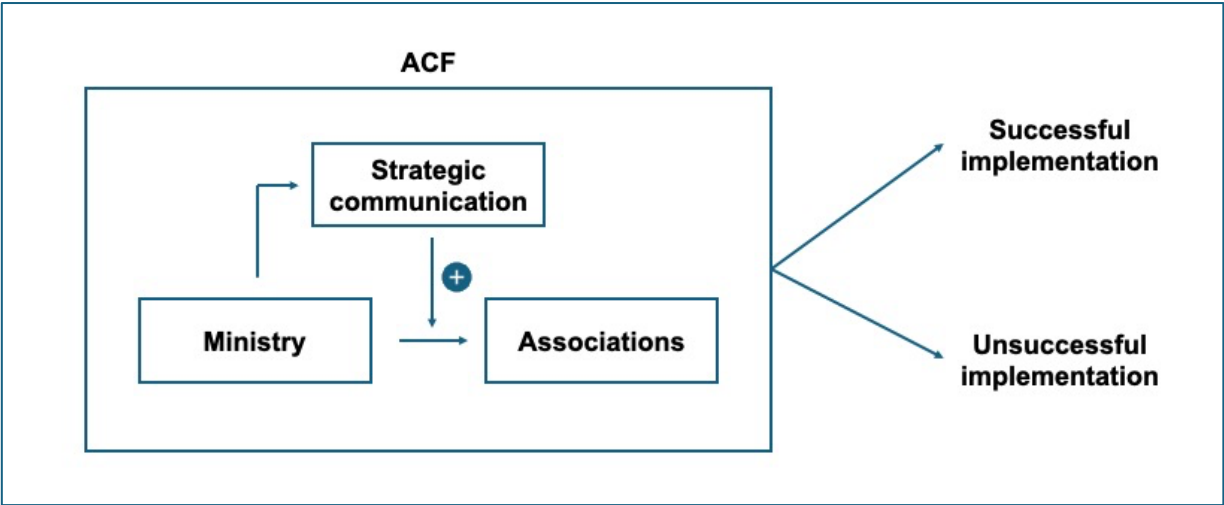 ACF
Strategic
communication
+
Ministry
Associations
Successful
implementation
Unsuccessful
implementation